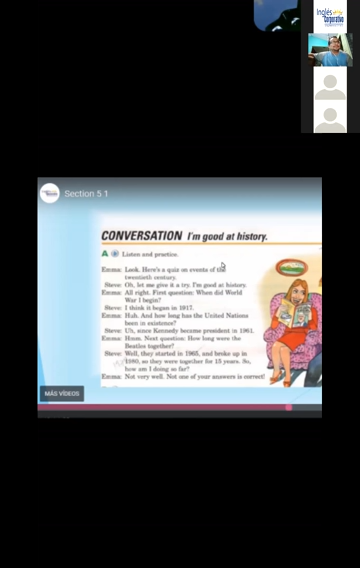 Inglés
Corporativo
Section 5 1
CONVERSATION I'm good at history.
A Listen and practice.
Emma: Look. Here's a quiz on events of the
twentieth century.
Steve: Oh, let me give it a try. I'm good at history.
Emma: All right. First question: When did World
War I begin?
Steve: I think it began in 1917.
Emma: Huh. And how long has the United Nations
been in existence?
Steve: Uh, since Kennedy became president in 1961.
Emma: Hmm. Next question: How long were the
Beatles together?
Steve: Well, they started in 1965, and broke up in
1980, so they were together for 15 years. So,
how am I doing so far?
Emma: Not very well. Not one of your answers is correct!
MÁS VÍDEOS